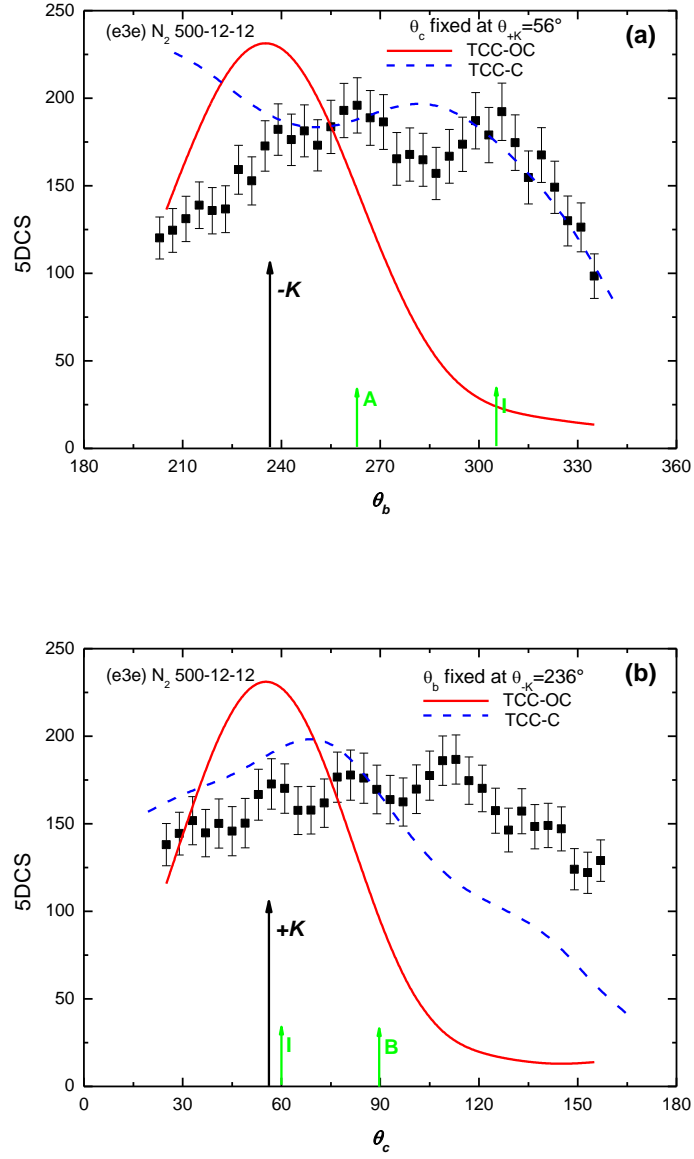 (e3e) N2 500-12-12
θc fixed at θ+K=56°
(a)
TCC-OC
TCC-C
250
200
150
100
50
0
5DCS
-K
A
I
180 210 240 270 300 330 360
θb
(e3e) N2 500-12-12
θb fixed at θ-K=236°
(b)
TCC-OC
TCC-C
250
200
150
100
50
0
5DCS
+K
I
B
(0 30 60 90 120 150 180
θc